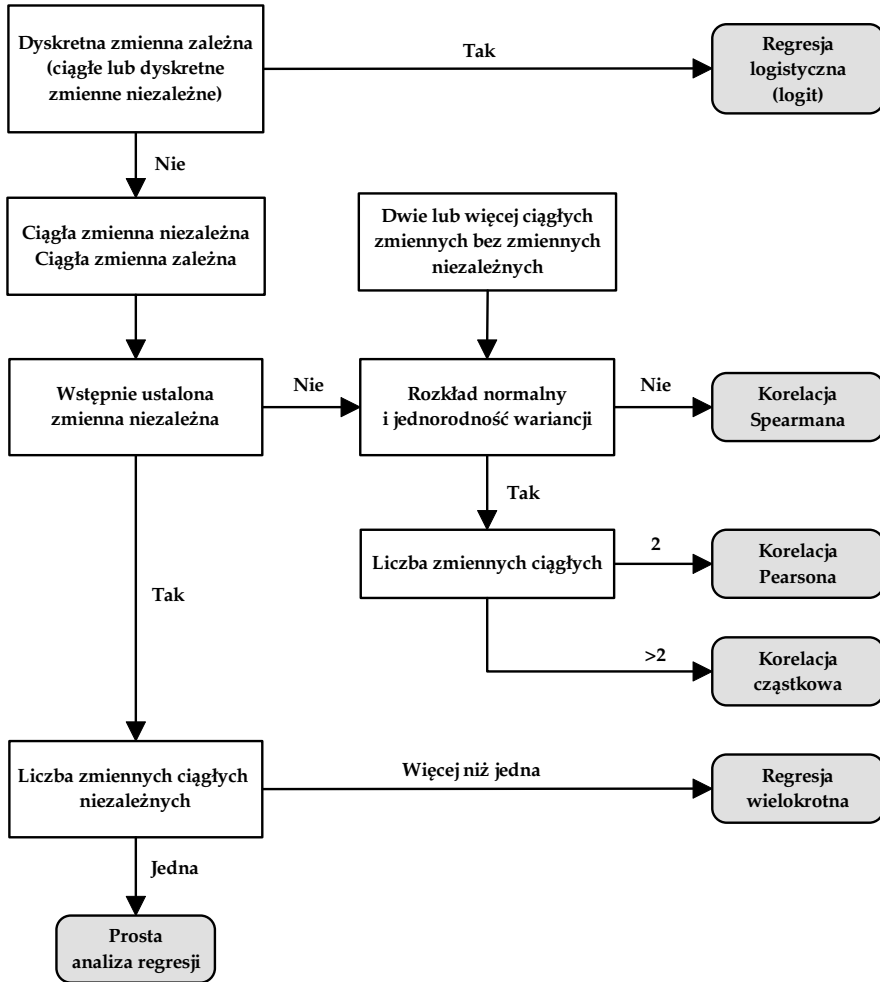 Dyskretna zmienna zależna
(ciągłe lub dyskretne
zmienne niezależne)
Tak
Regresja
logistyczna
(logit)
Nie
Ciągła zmienna niezależna
Ciągła zmienna zależna
Dwie lub więcej ciągłych
zmiennych bez zmiennych
niezależnych
Wstępnie ustalona
zmienna niezależna
Nie
Rozkład normalny
i jednorodność wariancji
Nie
Korelacja
Spearmana
Tak
Liczba zmiennych ciągłych
2
Korelacja
Pearsona
Tak
>2
Korelacja
cząstkowa
Liczba zmiennych ciągłych
niezależnych
Więcej niż jedna
Regresja
wielokrotna
Jedna
Prosta
analiza regresji